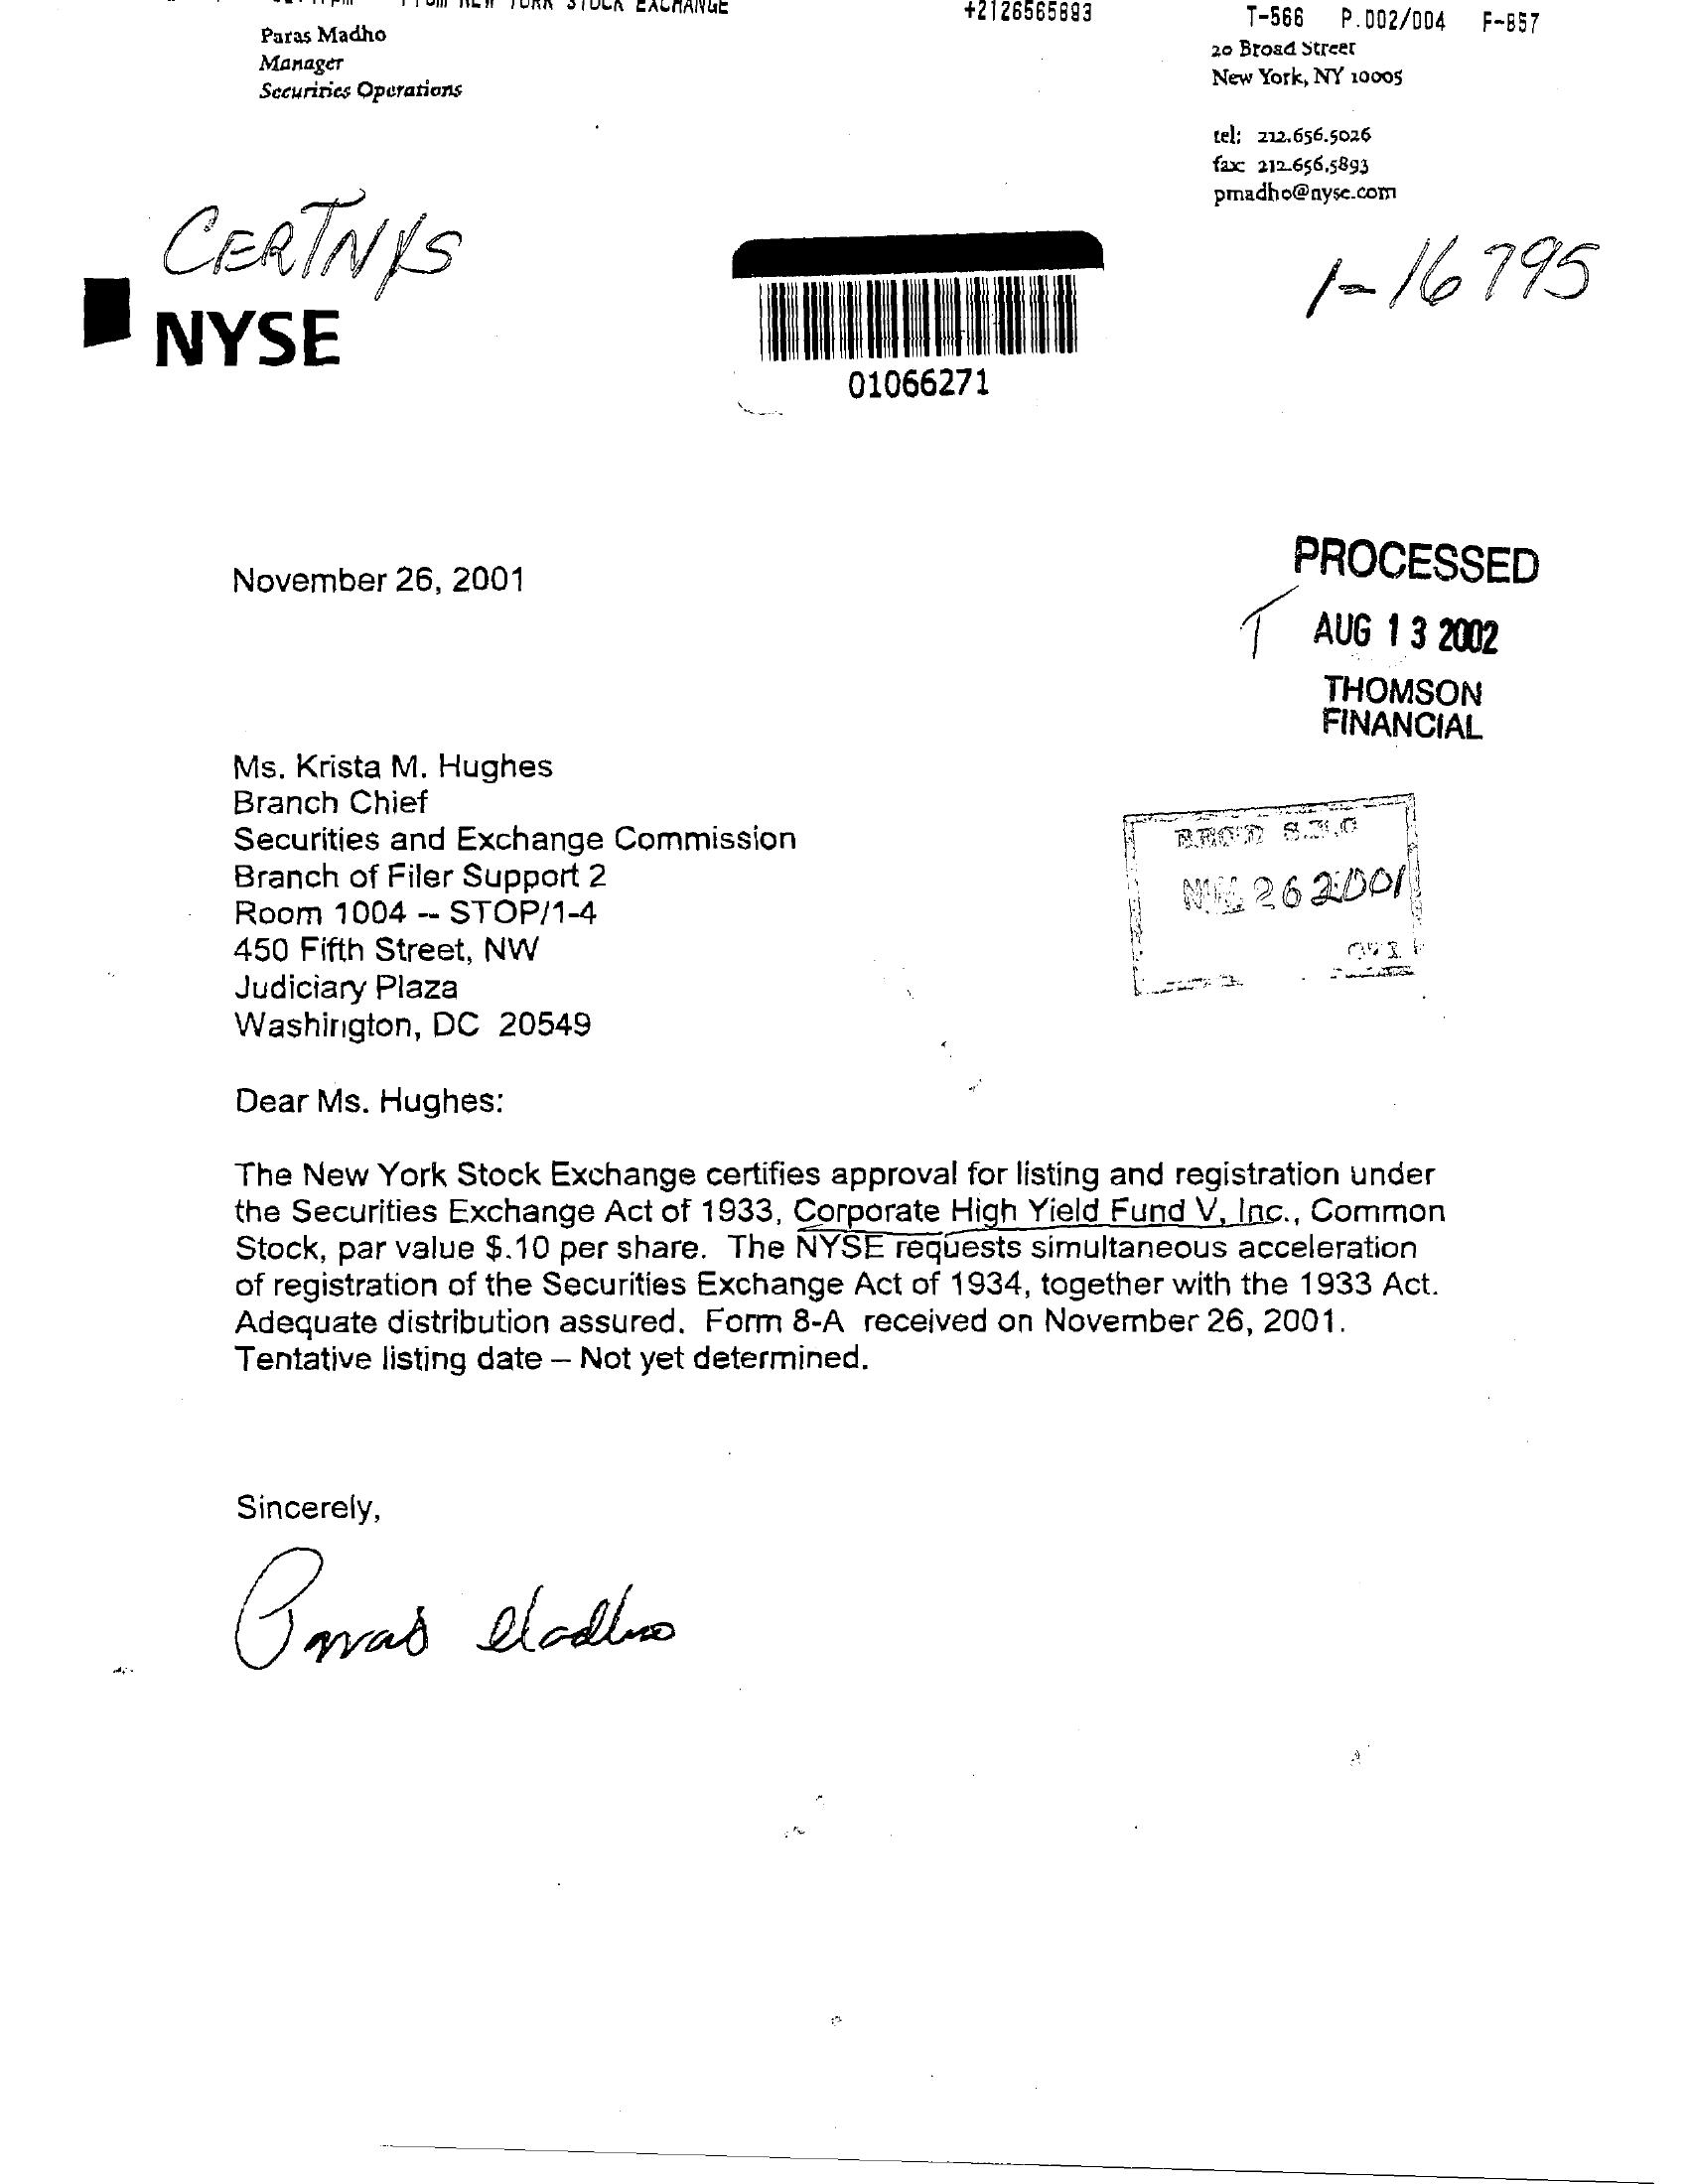 STOCK EXCHANGE
+2126565893
T-566 P.002/004 F-857
Paras Madho
Manager
Securities Operations
20 Broad Street
New York, NY 10005
tel: 212.656.5026
fax: 212.656.5893
pmadho@nyse.com
CERTNYS
1-16795
NYSE
01066271
November 26, 2001
PROCESSED
AUG 13 2002
THOMSON
FINANCIAL
Ms. Krista M. Hughes
Branch Chief
Securities and Exchange Commission
Branch of Filer Support 2
Room 1004 -- STOP/1-4
450 Fifth Street, NW
Judiciary Plaza
Washington, DC 20549
REC'D S.E.C
26 2001
Dear Ms. Hughes:
The New York Stock Exchange certifies approval for listing and registration under
the Securities Exchange Act of 1933, Corporate High Yield Fund V, Inc., Common
Stock, par value $.10 per share. The NYSE requests simultaneous acceleration
of registration of the Securities Exchange Act of 1934, together with the 1933 Act.
Adequate distribution assured. Form 8-A received on November 26, 2001.
Tentative listing date – Not yet determined.
Sincerely,
Paras Madho